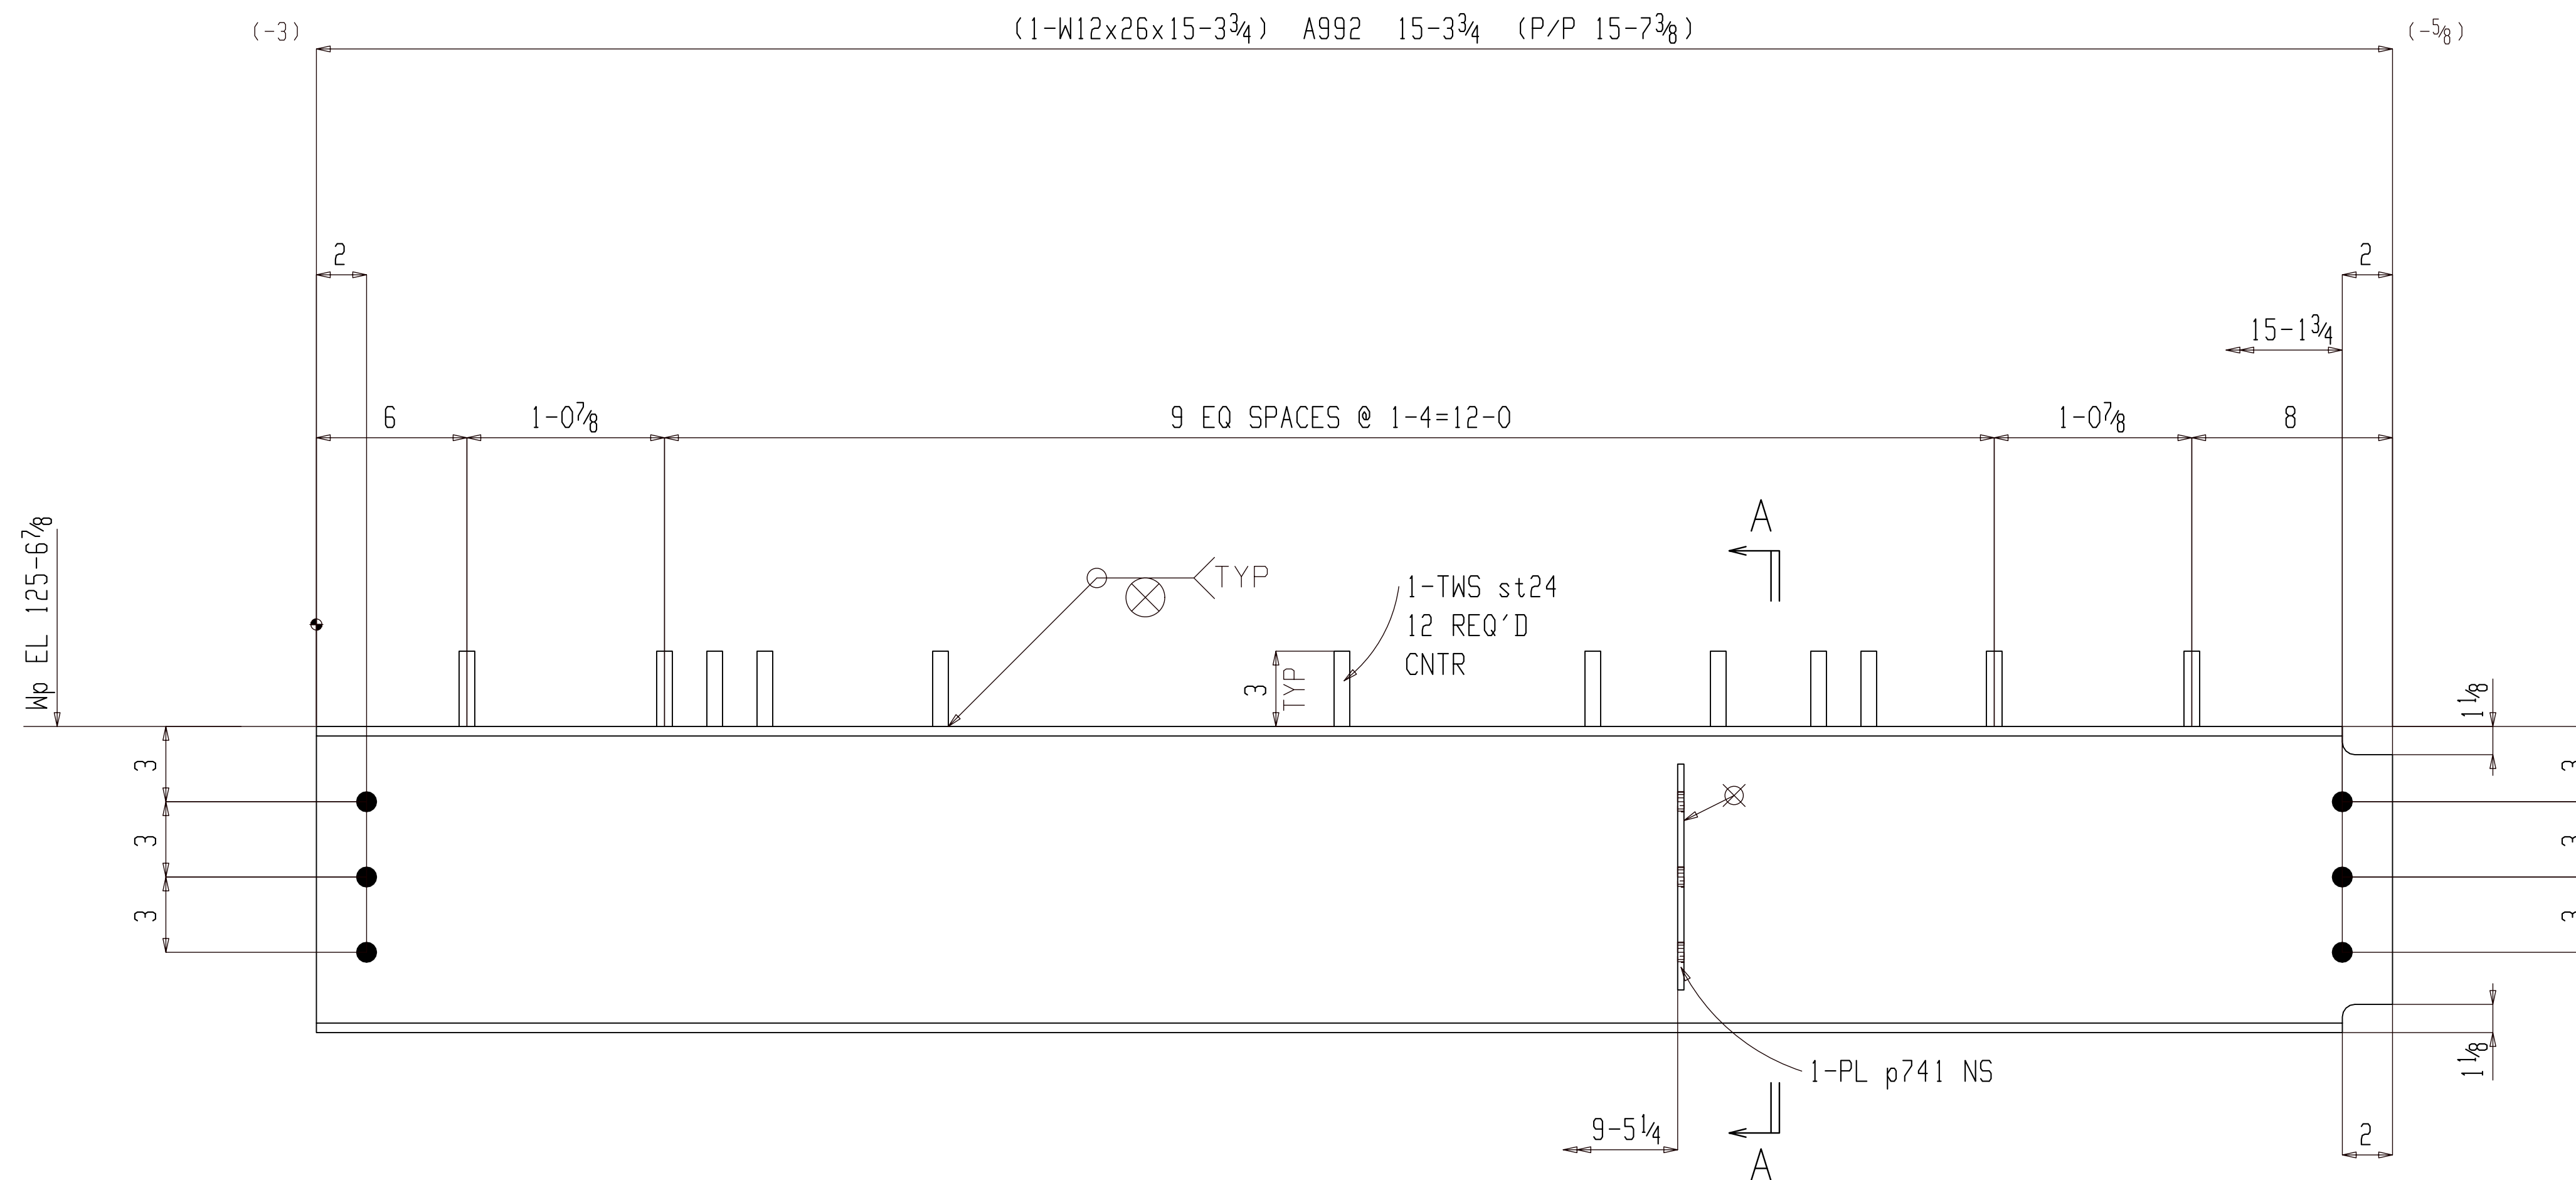 (-3)
(1-W12x26x15-3¾) A992 15-3¾ (P/P 15-7⅜)
(-⅝)
2
2
15-1¾
6
1-0⅞
9 EQ SPACES @ 1-4=12-0
1-0⅞
8
Wp EL 125-6⅞
A
TYP
1-TWS st24
12 REQ'D
CNTR
3
TYP
1⅛
3
3
3
3
3
3
1⅛
1-PL p741 NS
9-5¼
2
A